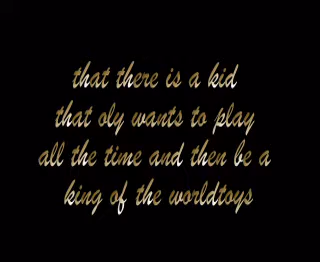 that there is a kid
that oly wants to play
all the time and then be a
king of the worldtoys